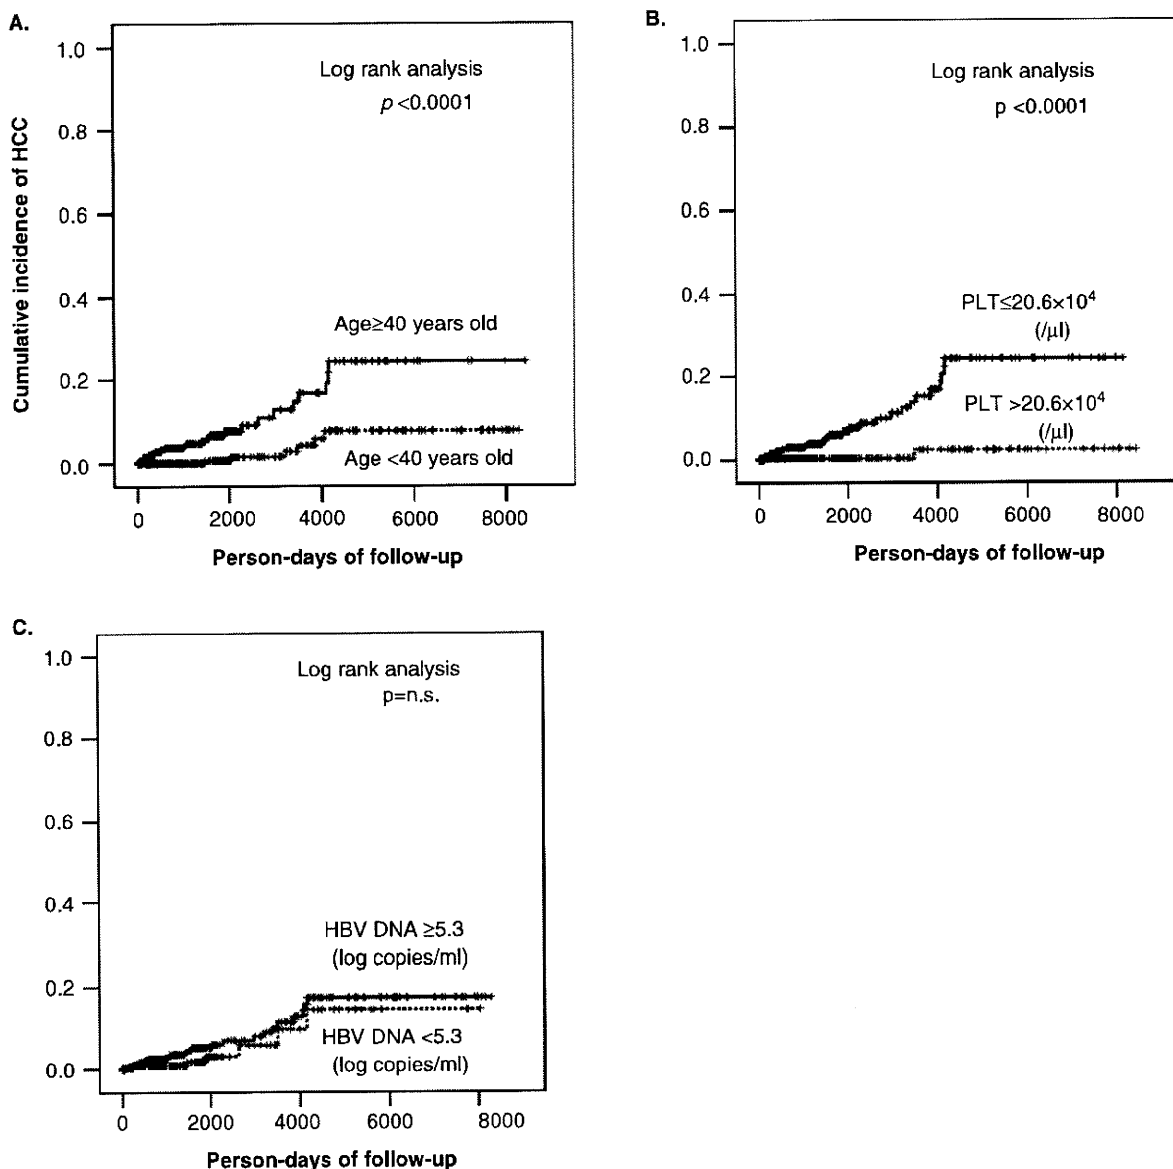 A.
1.0
0.8
0.6
0.4
0.2
0.0
Cumulative incidence of HCC
Log rank analysis
p <0.0001
Age≥40 years old
Age <40 years old
0 2000 4000 6000 8000
Person-days of follow-up
B.
1.0
0.8
0.6
0.4
0.2
0.0
Log rank analysis
p <0.0001
PLT≤20.6×10⁴
(/μl)
PLT >20.6×10⁴
(/μl)
0 2000 4000 6000 8000
Person-days of follow-up
C.
1.0
0.8
0.6
0.4
0.2
0.0
Log rank analysis
p=n.s.
HBV DNA ≥5.3
(log copies/ml)
HBV DNA <5.3
(log copies/ml)
0 2000 4000 6000 8000
Person-days of follow-up